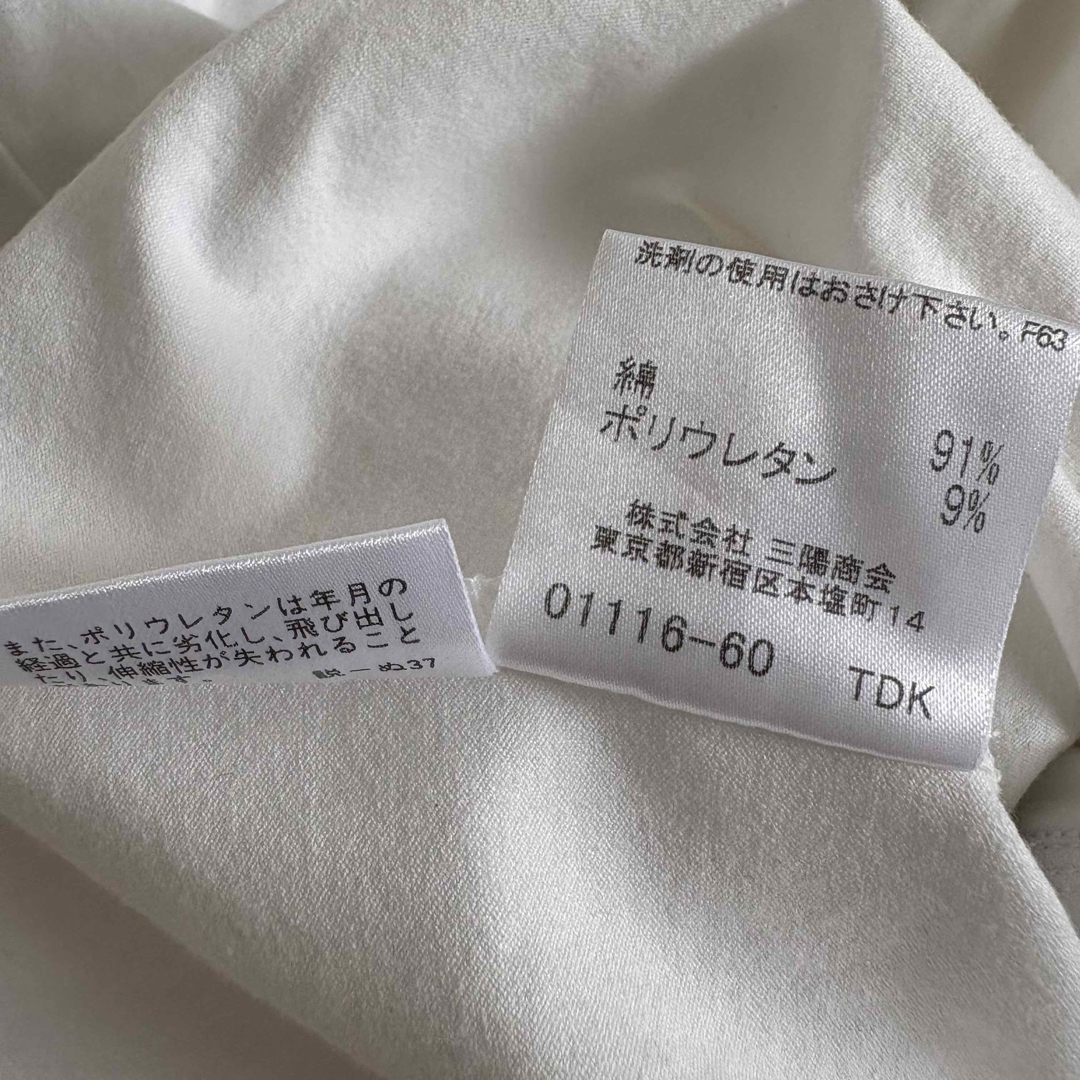 洗剤の使用はおさけ下さい。F63
綿 91%
ポリウレタン 9%
株式会社 三陽商会
東京都新宿区本塩町14
01116-60 TDK
また、ポリウレタンは年月の
経過と共に劣化し、飛び出し
たり、伸縮性が失われること
説-ぬ37